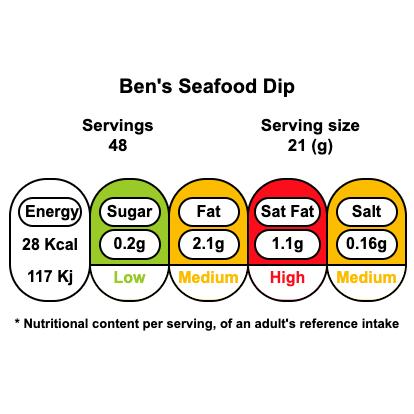 Ben's Seafood Dip
Servings
48
Serving size
21 (g)
Energy
28 Kcal
117 Kj
Sugar
0.2g
Low
Fat
2.1g
Medium
Sat Fat
1.1g
High
Salt
0.16g
Medium
* Nutritional content per serving, of an adult's reference intake